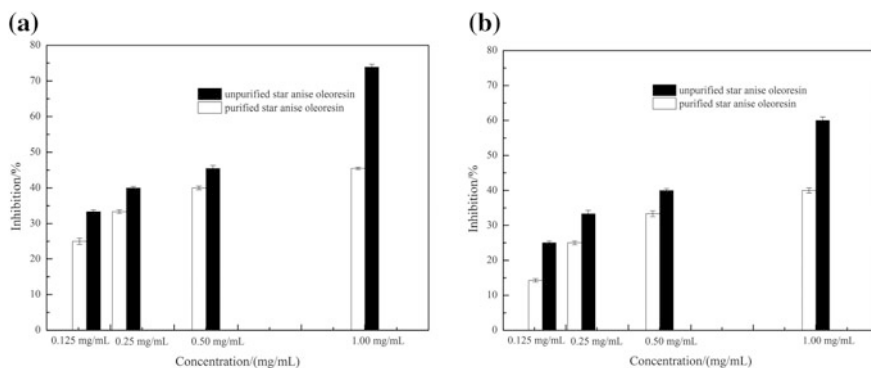 (a)
80
70
60
50
40
30
20
10
0
Inhibition/%
unpurified star anise oleoresin
purified star anise oleoresin
0.125 mg/mL 0.25 mg/mL 0.50 mg/mL 1.00 mg/mL
Concentration/(mg/mL)
(b)
80
70
60
50
40
30
20
10
0
Inhibition/%
unpurified star anise oleoresin
purified star anise oleoresin
0.125 mg/mL 0.25 mg/mL 0.50 mg/mL 1.00 mg/mL
Concentration/(mg/mL)